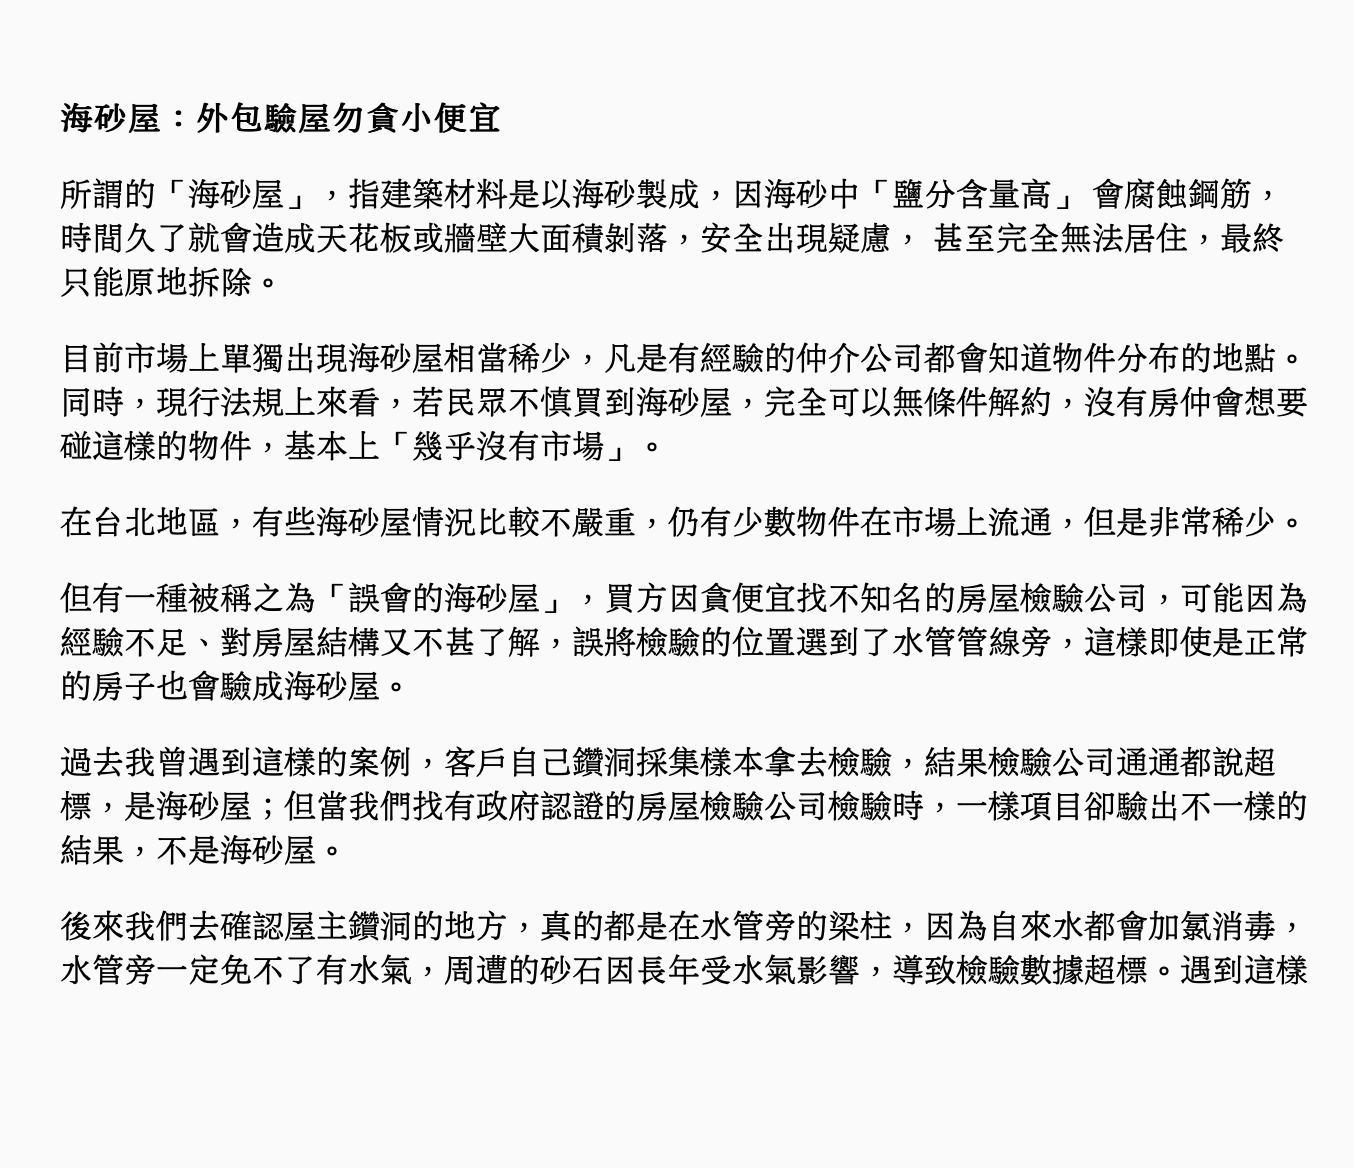 海砂屋：外包驗屋勿貪小便宜
所謂的「海砂屋」，指建築材料是以海砂製成，因海砂中「鹽分含量高」 會腐蝕鋼筋，
時間久了就會造成天花板或牆壁大面積剝落，安全出現疑慮， 甚至完全無法居住，最終
只能原地拆除。
目前市場上單獨出現海砂屋相當稀少，凡是有經驗的仲介公司都會知道物件分布的地點。
同時，現行法規上來看，若民眾不慎買到海砂屋，完全可以無條件解約，沒有房仲會想要
碰這樣的物件，基本上「幾乎沒有市場」。
在台北地區，有些海砂屋情況比較不嚴重，仍有少數物件在市場上流通，但是非常稀少。
但有一種被稱之為「誤會的海砂屋」，買方因貪便宜找不知名的房屋檢驗公司，可能因為
經驗不足、對房屋結構又不甚了解，誤將檢驗的位置選到了水管管線旁，這樣即使是正常
的房子也會驗成海砂屋。
過去我曾遇到這樣的案例，客戶自己鑽洞採集樣本拿去檢驗，結果檢驗公司通通都說超
標，是海砂屋；但當我們找有政府認證的房屋檢驗公司檢驗時，一樣項目卻驗出不一樣的
結果，不是海砂屋。
後來我們去確認屋主鑽洞的地方，真的都是在水管旁的梁柱，因為自來水都會加氯消毒，
水管旁一定免不了有水氣，周遭的砂石因長年受水氣影響，導致檢驗數據超標。遇到這樣